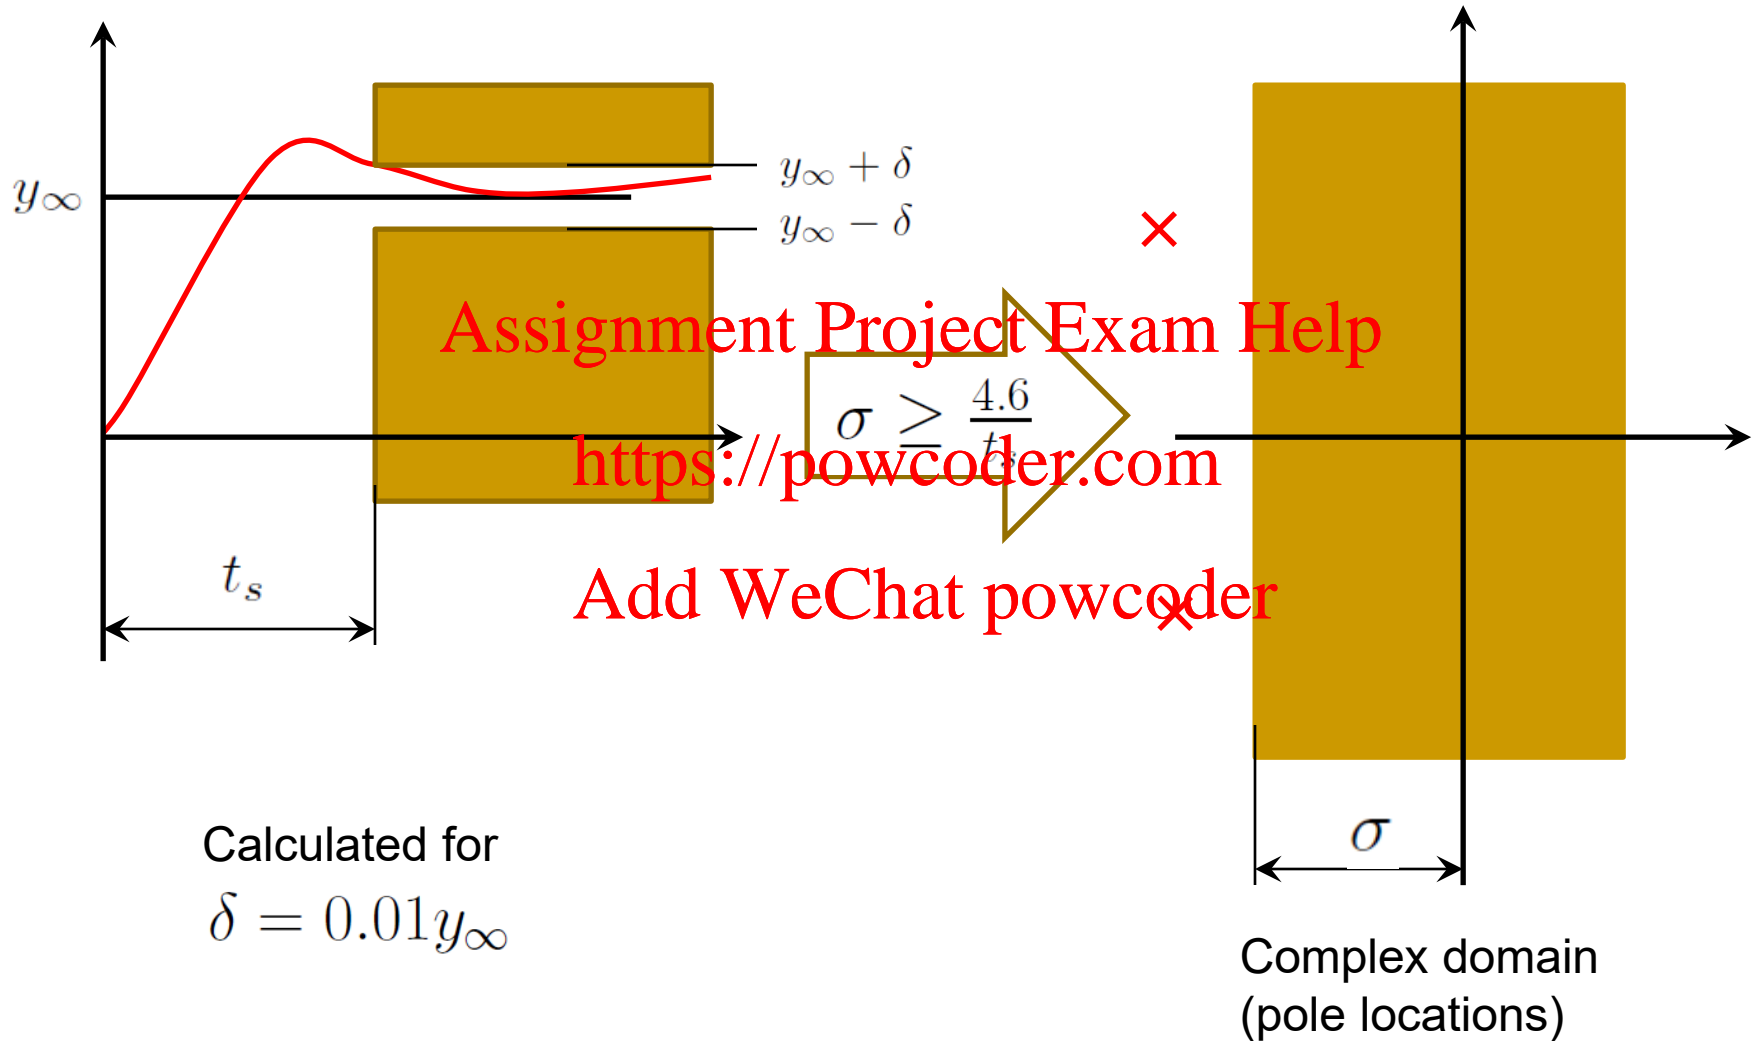 y∞
y∞ + δ
y∞ − δ
Assignment Project Exam Help
σ ≥ 4.6 / ts
https://powcoder.com
Add WeChat powcoder
ts
σ
Calculated for
δ = 0.01y∞
Complex domain
(pole locations)